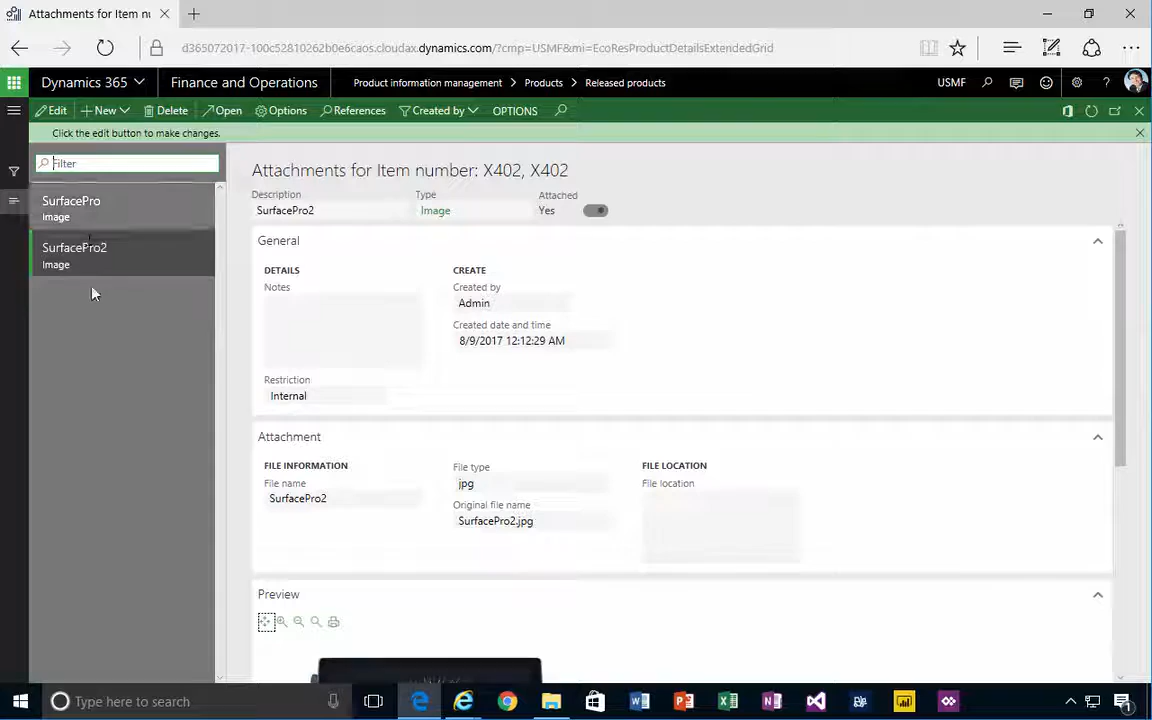 Attachments for Item nu
d365072017-100c52810262b0e6caos.cloudax.dynamics.com/?cmp=USMF&mi=EcoResProductDetailsExtendedGrid
Dynamics 365 Finance and Operations Product information management > Products > Released products USMF ?
Edit + New Delete Open Options References Created by OPTIONS
Click the edit button to make changes.
Filter
SurfacePro
Image
SurfacePro2
Image
Attachments for Item number: X402, X402
Description Type Attached
SurfacePro2 Image Yes
General
DETAILS CREATE
Notes Created by
Admin
Created date and time
8/9/2017 12:12:29 AM
Restriction
Internal
Attachment
FILE INFORMATION File type FILE LOCATION
File name jpg File location
SurfacePro2 Original file name
SurfacePro2.jpg
Preview
Type here to search